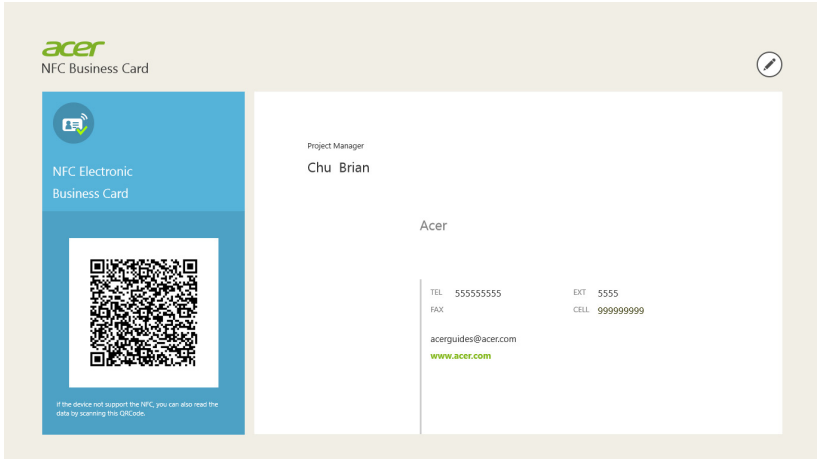 acer
NFC Business Card
NFC Electronic
Business Card
If the device not support the NFC, you can also read the
data by scanning this QRCode.
Project Manager
Chu Brian
Acer
TEL 555555555 EXT 5555
FAX CELL 999999999
acerguides@acer.com
www.acer.com